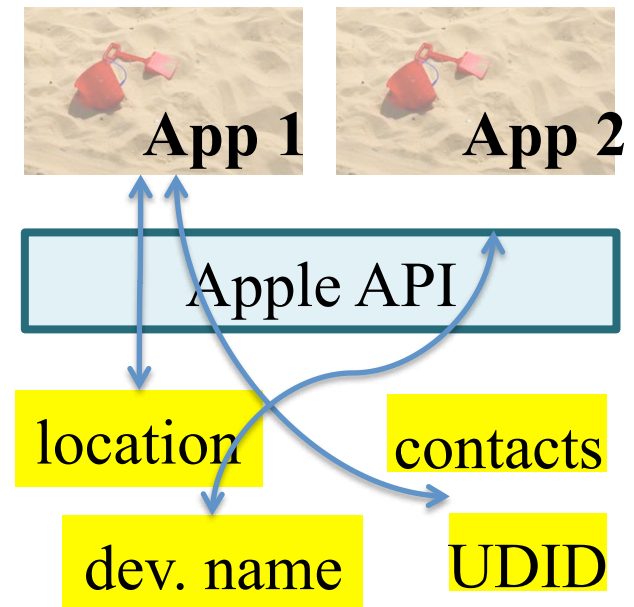 App 1
App 2
Apple API
location
contacts
dev. name
UDID